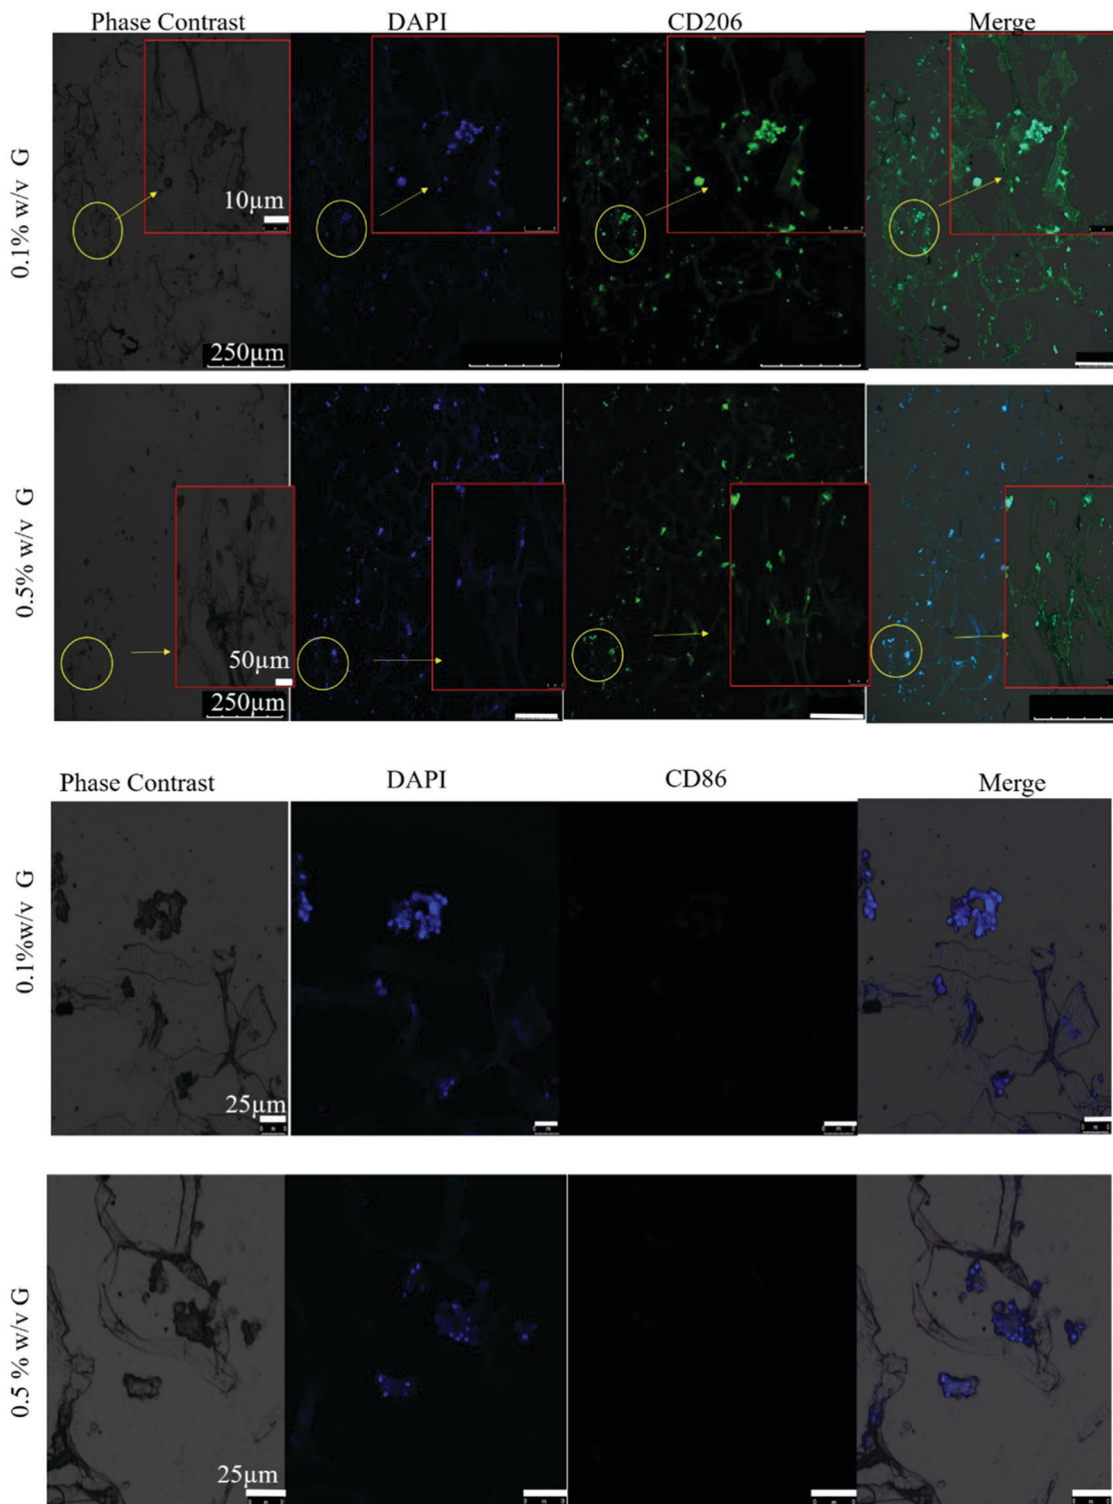 Phase Contrast DAPI CD206 Merge
0.1% w/v G
10µm
250µm
0.5% w/v G
50µm
250µm
Phase Contrast DAPI CD86 Merge
0.1%w/v G
25µm
0.5 % w/v G
25µm